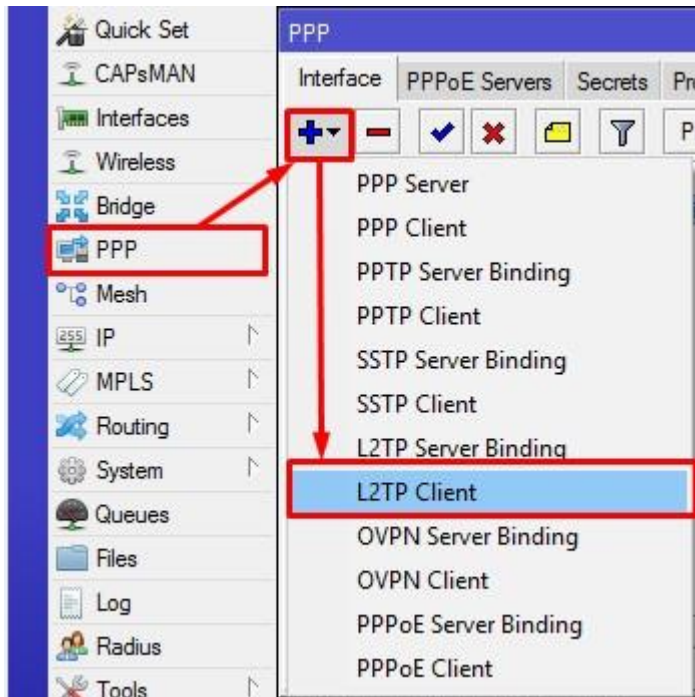 Quick Set
CAPsMAN
Interfaces
Wireless
Bridge
PPP
Mesh
255 IP
MPLS
Routing
System
Queues
Files
Log
Radius
Tools
PPP
Interface PPPoE Servers Secrets
PPP Server
PPP Client
PPTP Server Binding
PPTP Client
SSTP Server Binding
SSTP Client
L2TP Server Binding
L2TP Client
OVPN Server Binding
OVPN Client
PPPoE Server Binding
PPPoE Client